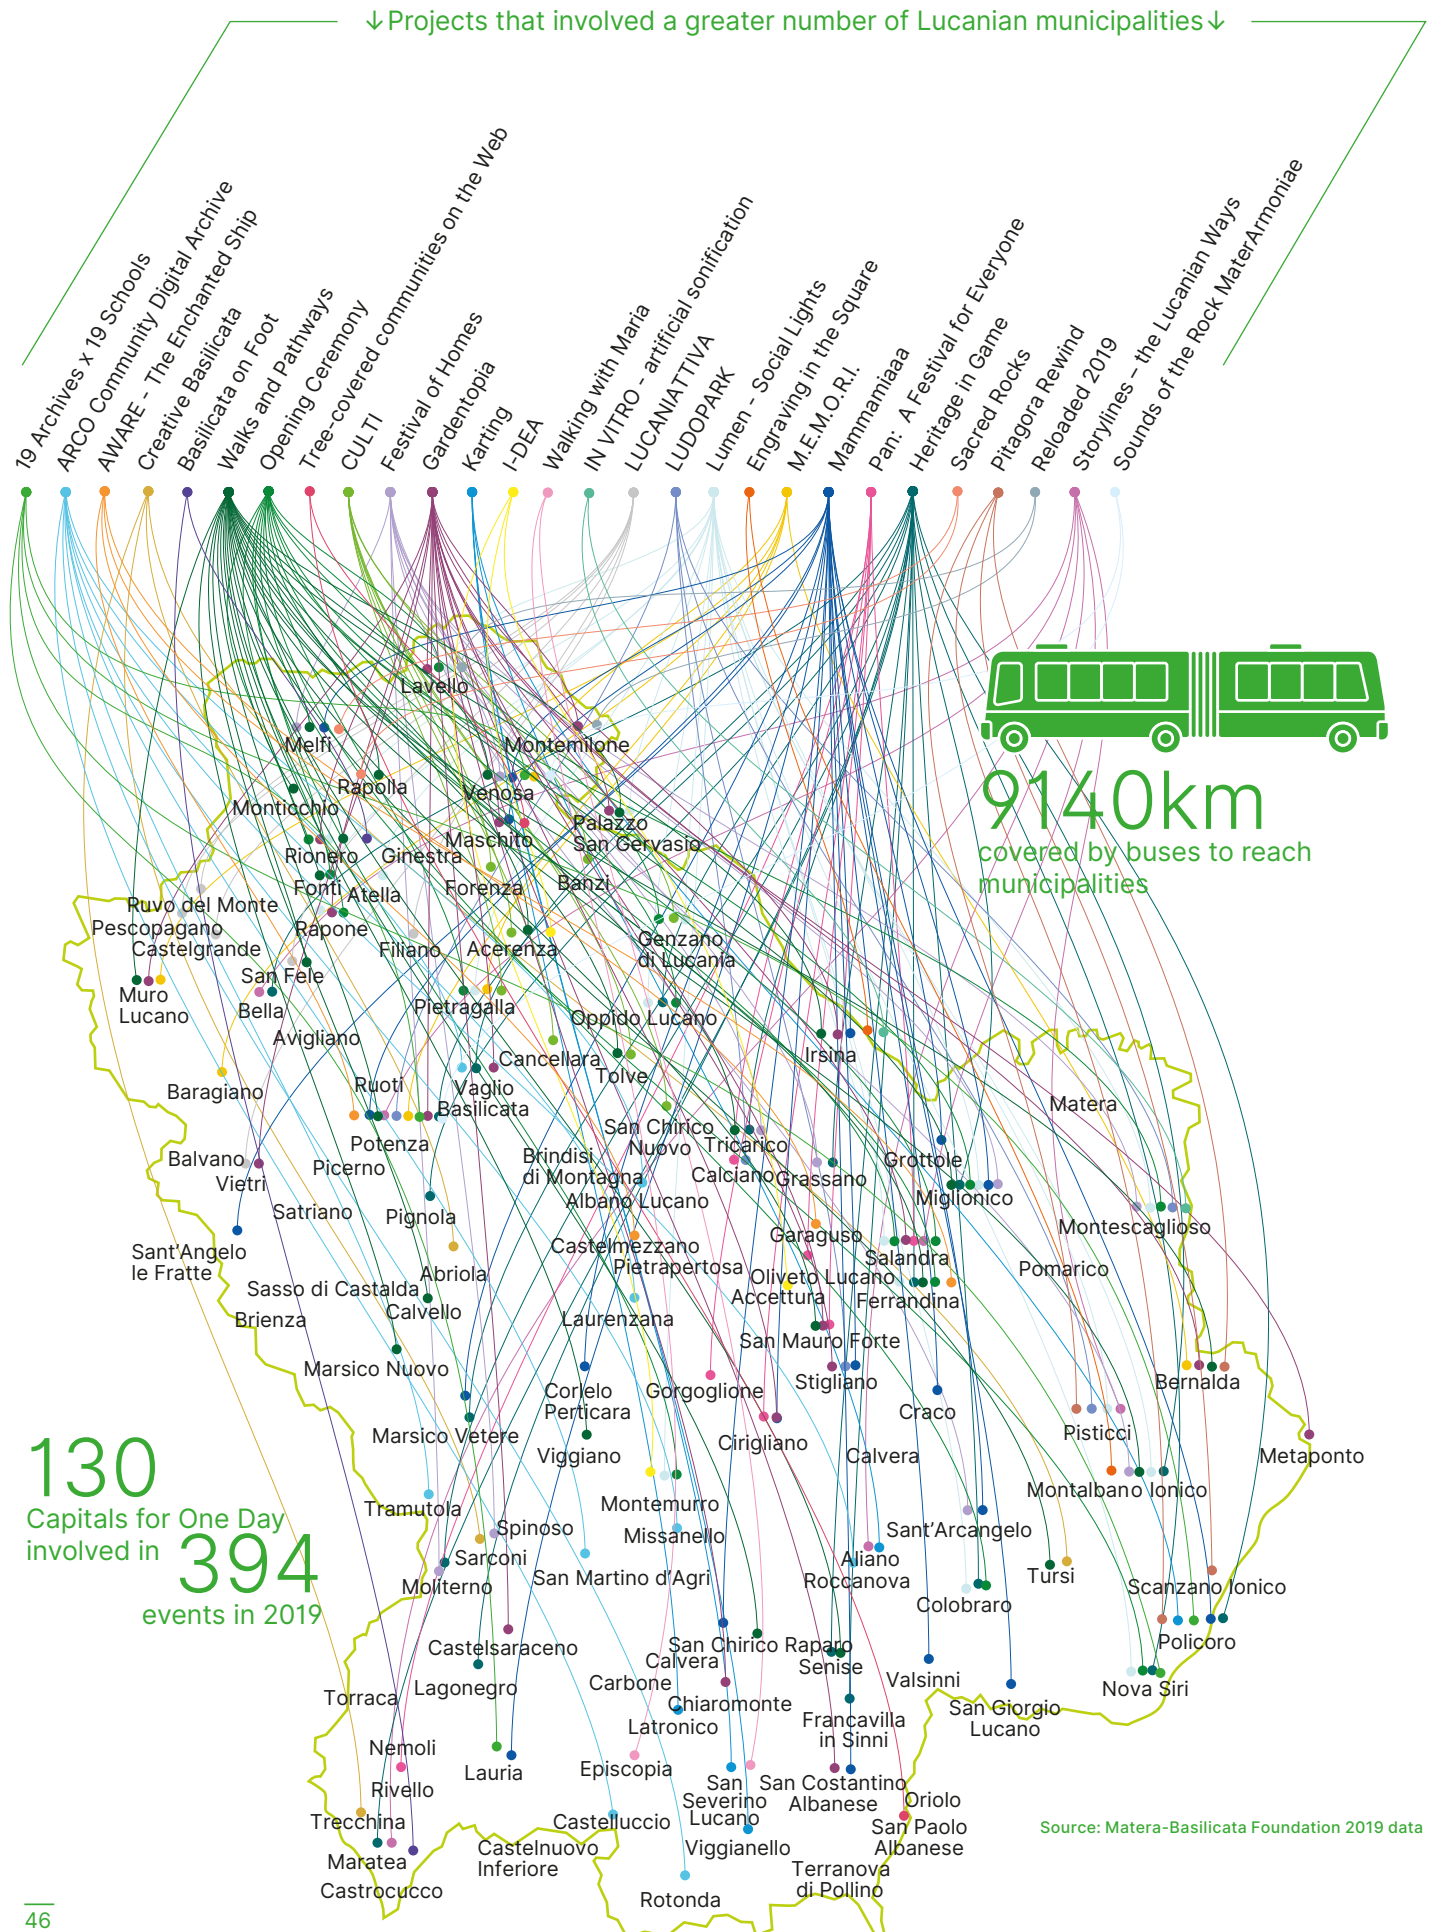 ↓Projects that involved a greater number of Lucanian municipalities↓
19 Archives x 19 Schools
ARCO Community Digital Archive
AWARE - The Enchanted Ship
Creative Basilicata
Basilicata on Foot
Walks and Pathways
Opening Ceremony
Tree-covered communities on the Web
CULTI
Festival of Homes
Gardentopia
Karting
I-DEA
Walking with Maria
IN VITRO - artificial sonification
LUCANIATTIVA
LUDOPARK
Lumen - Social Lights
Engraving in the Square
M.E.M.O.R.I.
Mammamiaaa
Pan: A Festival for Everyone
Heritage in Game
Sacred Rocks
Pitagora Rewind
Reloaded 2019
Storylines – the Lucanian Ways
Sounds of the Rock MaterArmoniae
Lavello
Melfi
Montemilone
Rapolla
Venosa
Monticchio
9140km
covered by buses to reach
municipalities
Palazzo
San Gervasio
Maschito
Rionero
Ginestra
Fonti
Atella
Forenza
Banzi
Ruvo del Monte
Pescopagano
Rapone
Castelgrande
Filiano
Acerenza
Genzano
di Lucania
San Fele
Muro
Lucano
Bella
Pietragalla
Oppido Lucano
Avigliano
Irsina
Cancellara
Tolve
Baragiano
Ruoti
Vaglio
Basilicata
Matera
San Chirico
Nuovo
Tricarico
Potenza
Balvano
Picerno
Brindisi
di Montagna
Calciano
Grassano
Grottole
Vietri
Albano Lucano
Miglionico
Satriano
Pignola
Montescaglioso
Garaguso
Sant’Angelo
le Fratte
Castelmezzano
Pietrapertosa
Salandra
Pomarico
Abriola
Oliveto Lucano
Sasso di Castalda
Accettura
Ferrandina
Calvello
Brienza
Laurenzana
San Mauro Forte
Marsico Nuovo
Stigliano
Bernalda
Corleto
Perticara
Gorgoglione
Craco
Marsico Vetere
Cirigliano
Pisticci
Viggiano
Calvera
Metaponto
130
Capitals for One Day
involved in
394
events in 2019
Tramutola
Montemurro
Montalbano Ionico
Spinoso
Missanello
Sant’Arcangelo
Sarconi
Aliano
Moliterno
San Martino d’Agri
Roccanova
Tursi
Scanzano Ionico
Colobraro
Castelsaraceno
San Chirico Raparo
Policoro
Calvera
Senise
Lagonegro
Carbone
Valsinni
Nova Siri
Torraca
Chiaromonte
San Giorgio
Lucano
Latronico
Francavilla
in Sinni
Nemoli
Lauria
Episcopia
Rivello
San
Severino
Lucano
San Costantino
Albanese
Oriolo
Trecchina
Castelluccio
San Paolo
Albanese
Source: Matera-Basilicata Foundation 2019 data
Maratea
Castelnuovo
Inferiore
Viggianello
Castrocucco
Terranova
di Pollino
Rotonda
46